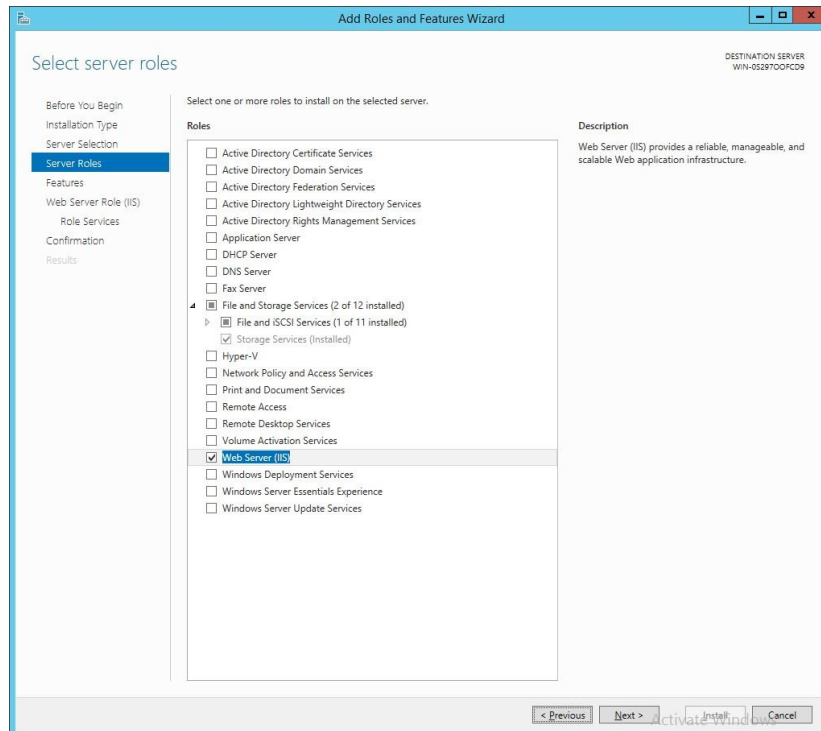 Add Roles and Features Wizard
Select server roles
DESTINATION SERVER
WIN-05297OOFCD9
Before You Begin
Installation Type
Server Selection
Server Roles
Features
Web Server Role (IIS)
Role Services
Confirmation
Results
Select one or more roles to install on the selected server.
Roles
Active Directory Certificate Services
Active Directory Domain Services
Active Directory Federation Services
Active Directory Lightweight Directory Services
Active Directory Rights Management Services
Application Server
DHCP Server
DNS Server
Fax Server
File and Storage Services (2 of 12 installed)
File and iSCSI Services (1 of 11 installed)
Storage Services (Installed)
Hyper-V
Network Policy and Access Services
Print and Document Services
Remote Access
Remote Desktop Services
Volume Activation Services
Web Server (IIS)
Windows Deployment Services
Windows Server Essentials Experience
Windows Server Update Services
Description
Web Server (IIS) provides a reliable, manageable, and
scalable Web application infrastructure.
< Previous
Next >
Install
Cancel
Activate Windows